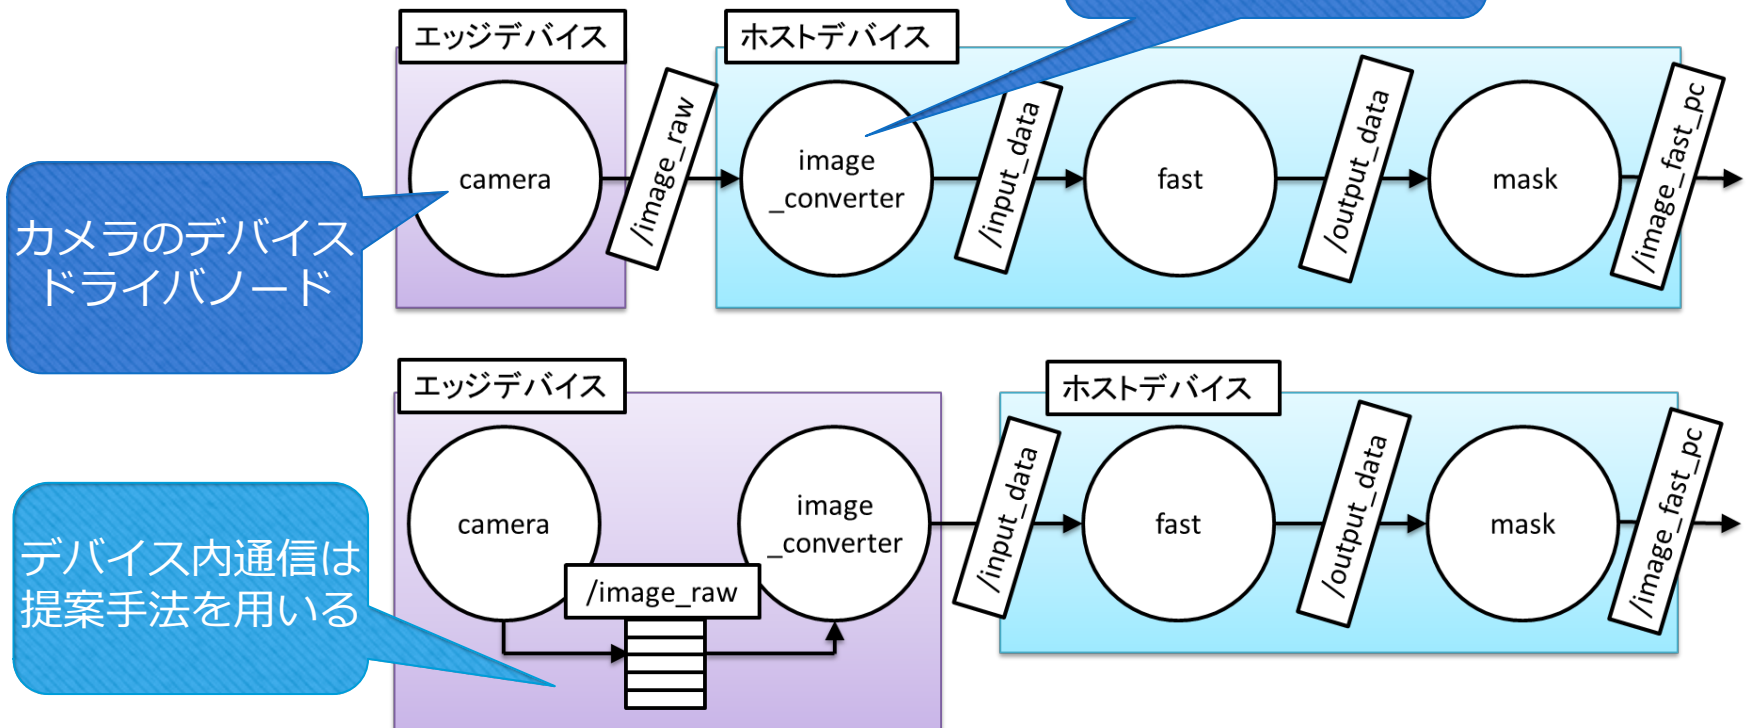 エッジデバイス
ホストデバイス
camera
/image_raw
image
_converter
/input_data
fast
/output_data
mask
/image_fast_pc
カメラのデバイス
ドライバノード
エッジデバイス
ホストデバイス
camera
/image_raw
image
_converter
/input_data
fast
/output_data
mask
/image_fast_pc
デバイス内通信は
提案手法を用いる